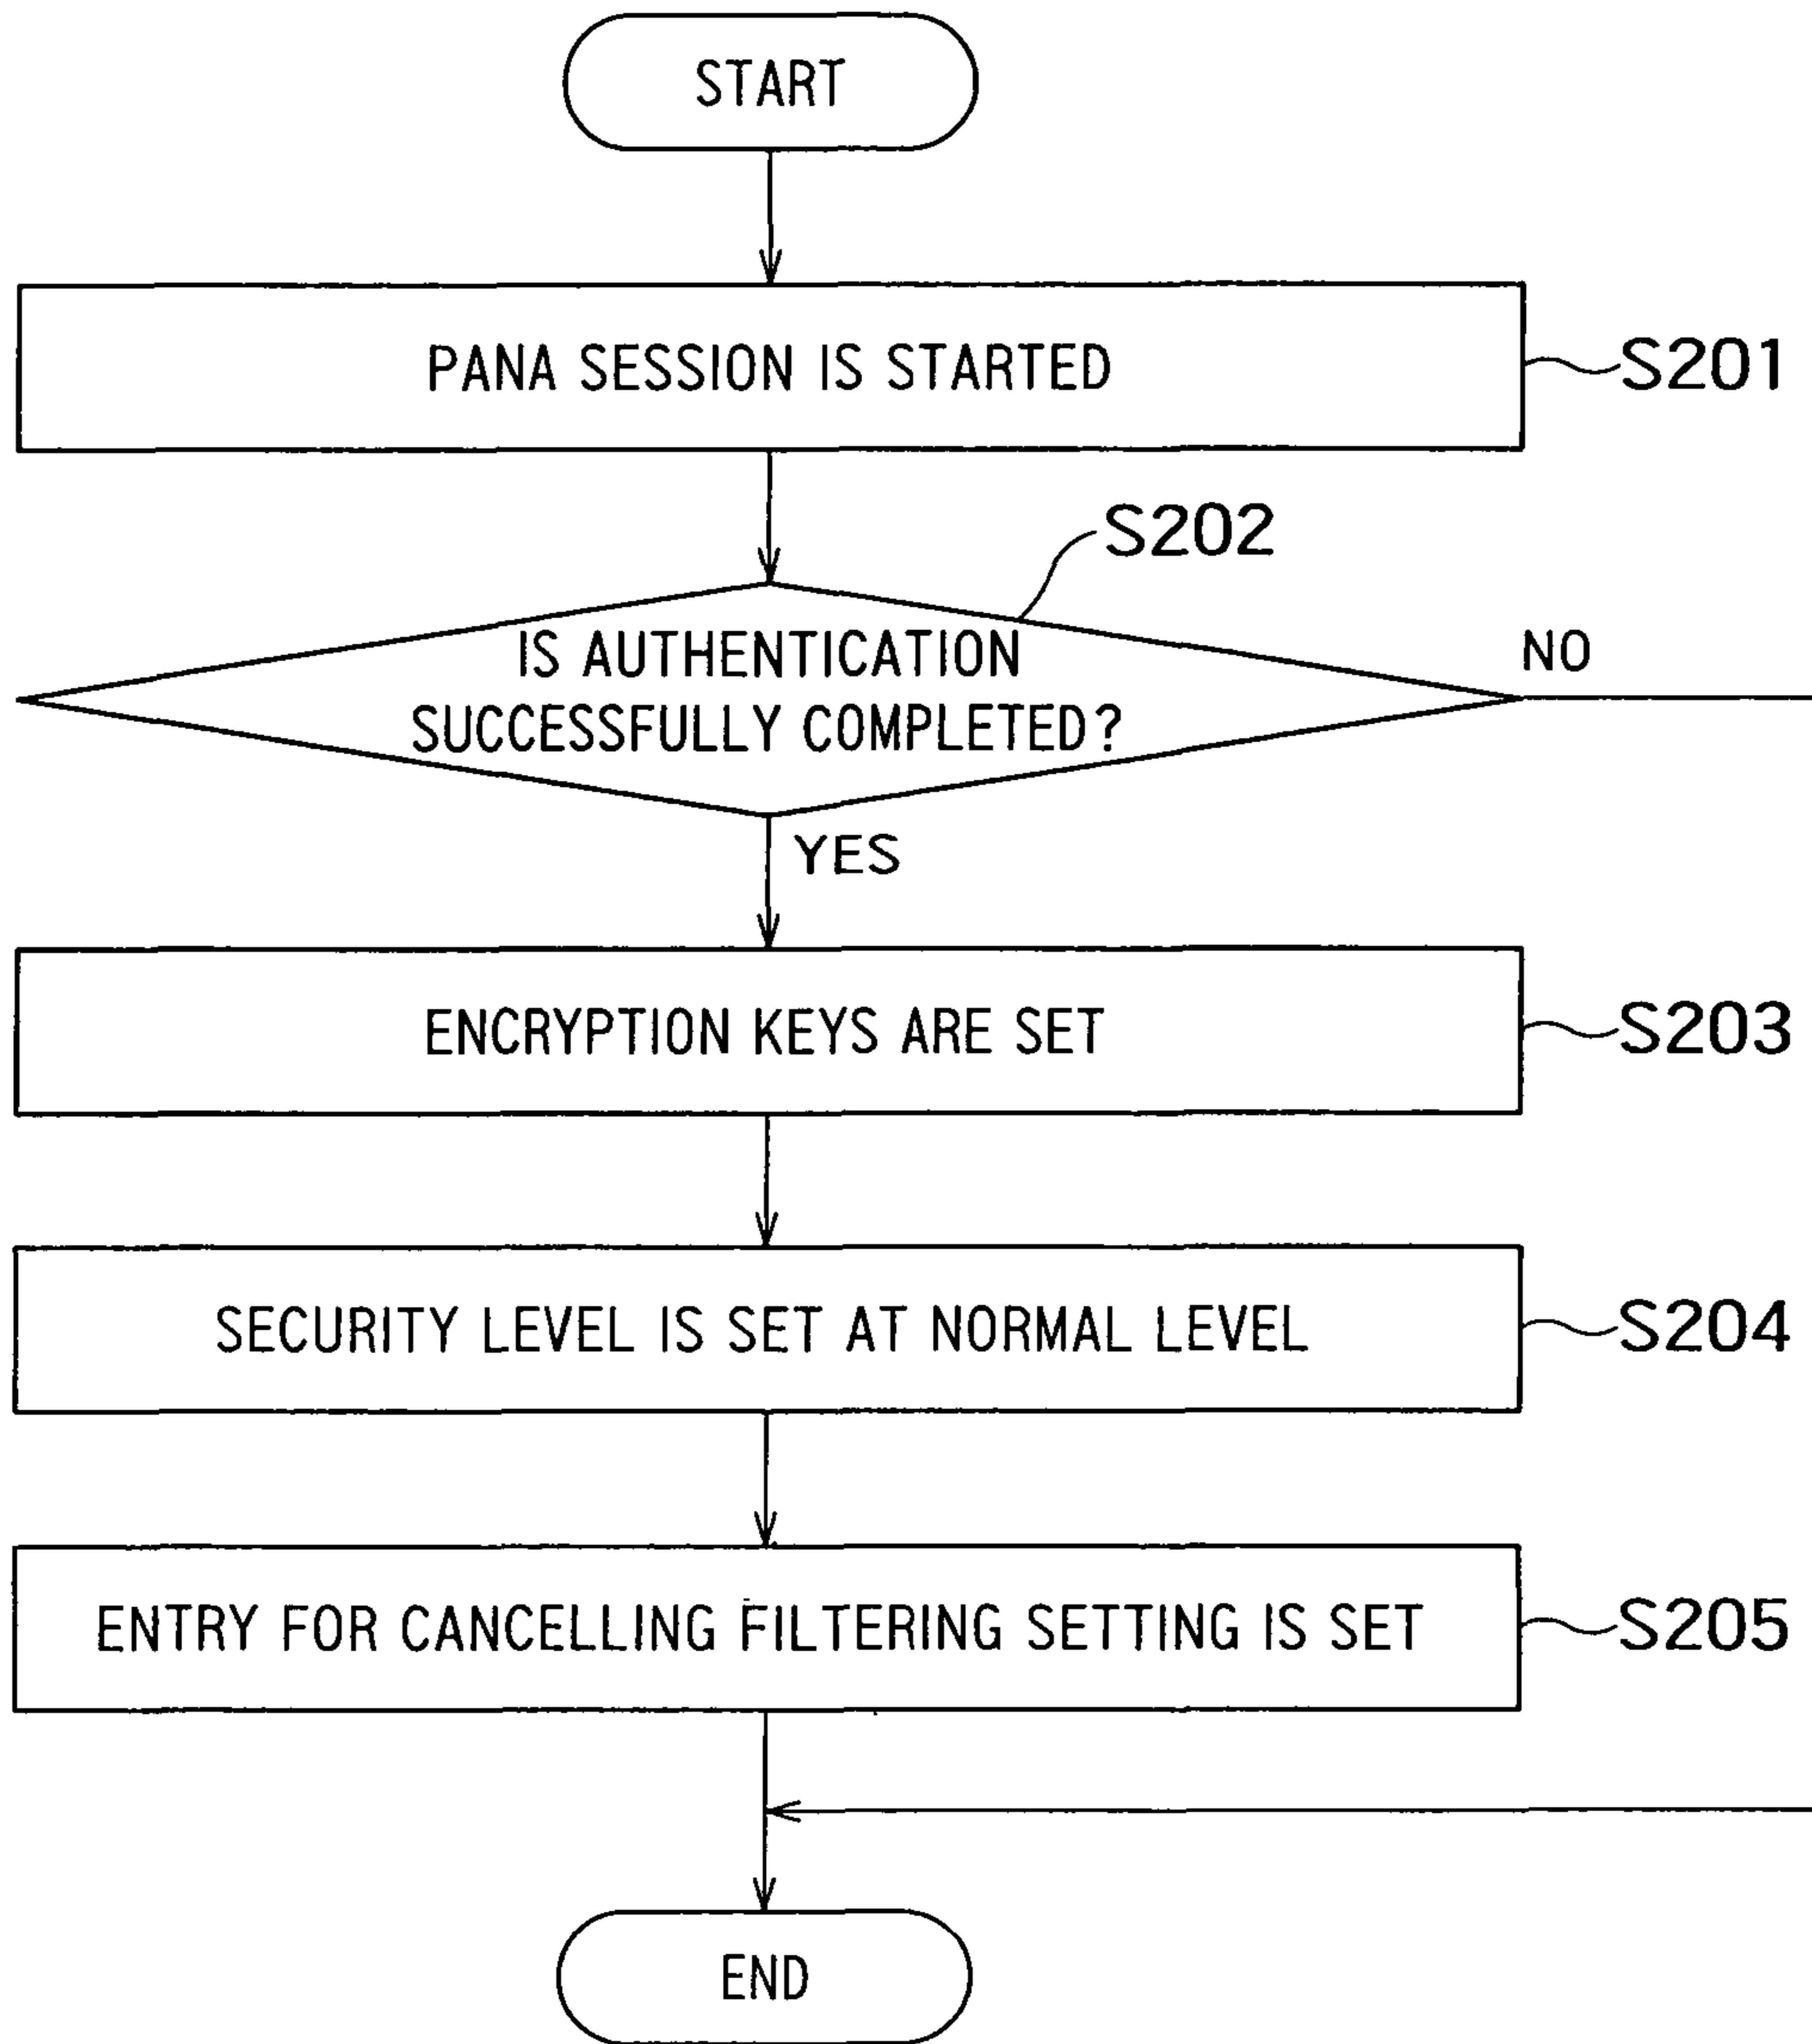 START
PANA SESSION IS STARTED
S201
S202
IS AUTHENTICATION
SUCCESSFULLY COMPLETED?
NO
YES
ENCRYPTION KEYS ARE SET
S203
SECURITY LEVEL IS SET AT NORMAL LEVEL
S204
ENTRY FOR CANCELLING FILTERING SETTING IS SET
S205
END